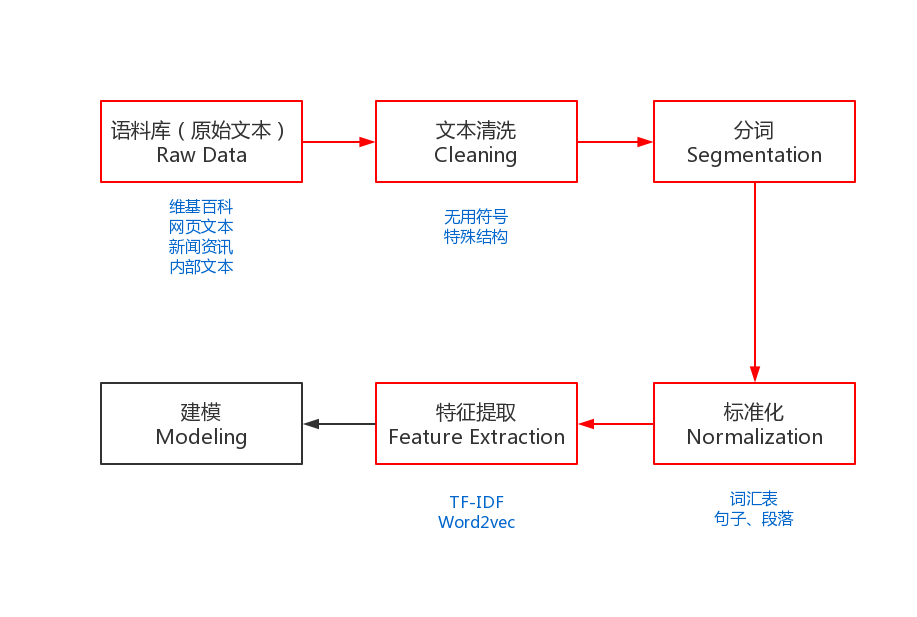 语料库（原始文本）
Raw Data
维基百科
网页文本
新闻资讯
内部文本
文本清洗
Cleaning
无用符号
特殊结构
分词
Segmentation
标准化
Normalization
词汇表
句子、段落
特征提取
Feature Extraction
TF-IDF
Word2vec
建模
Modeling